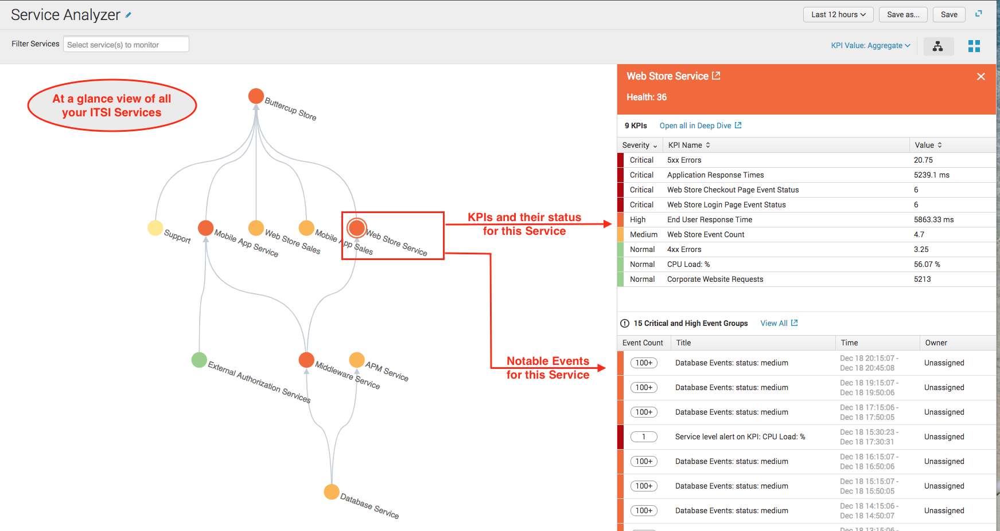 Service Analyzer
Last 12 hours
Save as...
Save
Filter Services
Select service(s) to monitor
KPI Value: Aggregate
At a glance view of all
your ITSI Services
Buttercup Store
Support
Mobile App Service
Web Store Sales
Mobile App Sales
Web Store Service
KPIs and their status
for this Service
External Authorization Services
Middleware Service
APM Service
Notable Events
for this Service
Database Service
Web Store Service
Health: 36
9 KPIs Open all in Deep Dive
Severity KPI Name Value
Critical 5xx Errors 20.75
Critical Application Response Times 5239.1 ms
Critical Web Store Checkout Page Event Status 6
Critical Web Store Login Page Event Status 6
High End User Response Time 5863.33 ms
Medium Web Store Event Count 4.7
Normal 4xx Errors 3.25
Normal CPU Load: % 56.07 %
Normal Corporate Website Requests 5213
15 Critical and High Event Groups View All
Event Count Title Time Owner
100+ Database Events: status: medium Dec 18 20:15:07 - Unassigned
Dec 18 20:45:08
100+ Database Events: status: medium Dec 18 19:15:07 - Unassigned
Dec 18 19:50:06
100+ Database Events: status: medium Dec 18 17:15:06 - Unassigned
Dec 18 17:50:05
1 Service level alert on KPI: CPU Load: % Dec 18 15:30:23 - Unassigned
Dec 18 17:30:31
100+ Database Events: status: medium Dec 18 16:15:07 - Unassigned
Dec 18 16:50:06
100+ Database Events: status: medium Dec 18 15:15:07 - Unassigned
Dec 18 15:50:05
100+ Database Events: status: medium Dec 18 14:15:06 - Unassigned
Dec 18 14:50:07